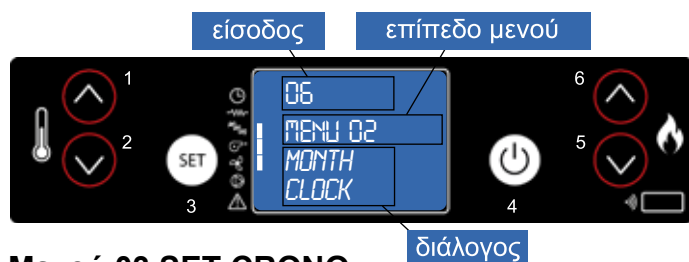 είσοδος
επίπεδο μενού
1
06
6
MENU 02
2
MONTH
5
SET
CLOCK
3
4
διάλογος